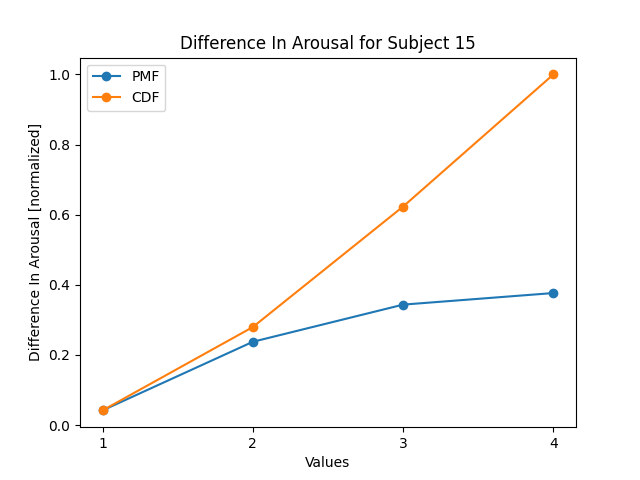 Difference In Arousal for Subject 15
PMF
CDF
Difference In Arousal [normalized]
1.0
0.8
0.6
0.4
0.2
0.0
1 2 3 4
Values